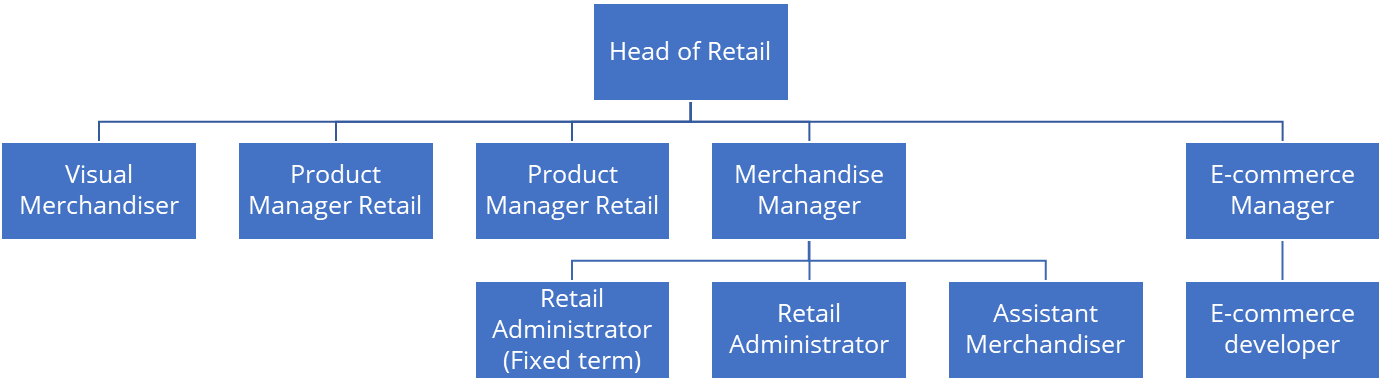 Head of Retail
Visual
Merchandiser
Product
Manager Retail
Product
Manager Retail
Merchandise
Manager
E-commerce
Manager
Retail
Administrator
(Fixed term)
Retail
Administrator
Assistant
Merchandiser
E-commerce
developer